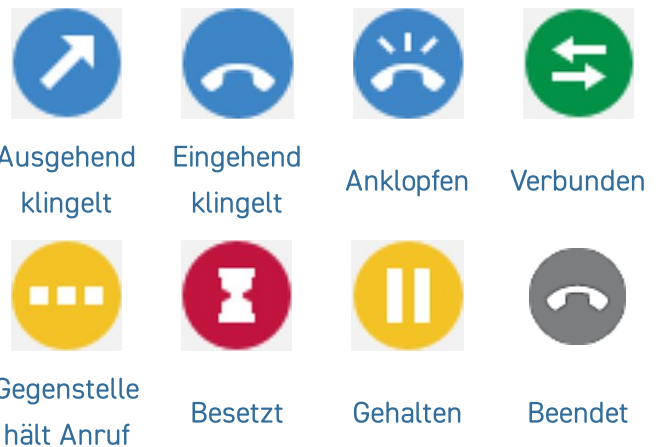 Ausgehend
klingelt
Eingehend
klingelt
Anklopfen
Verbunden
Gegenstelle
hält Anruf
Besetzt
Gehalten
Beendet